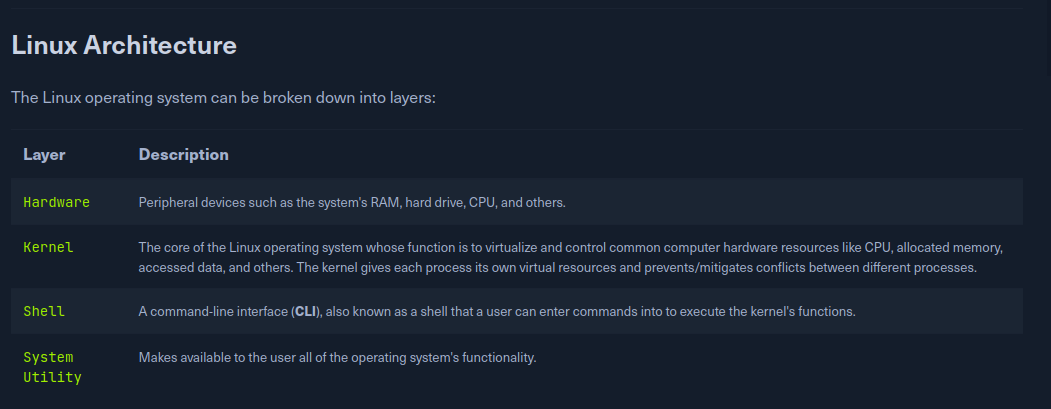 Linux Architecture
The Linux operating system can be broken down into layers:
Layer Description
Hardware Peripheral devices such as the system's RAM, hard drive, CPU, and others.
Kernel The core of the Linux operating system whose function is to virtualize and control common computer hardware resources like CPU, allocated memory,
accessed data, and others. The kernel gives each process its own virtual resources and prevents/mitigates conflicts between different processes.
Shell A command-line interface (CLI), also known as a shell that a user can enter commands into to execute the kernel's functions.
System Makes available to the user all of the operating system's functionality.
Utility